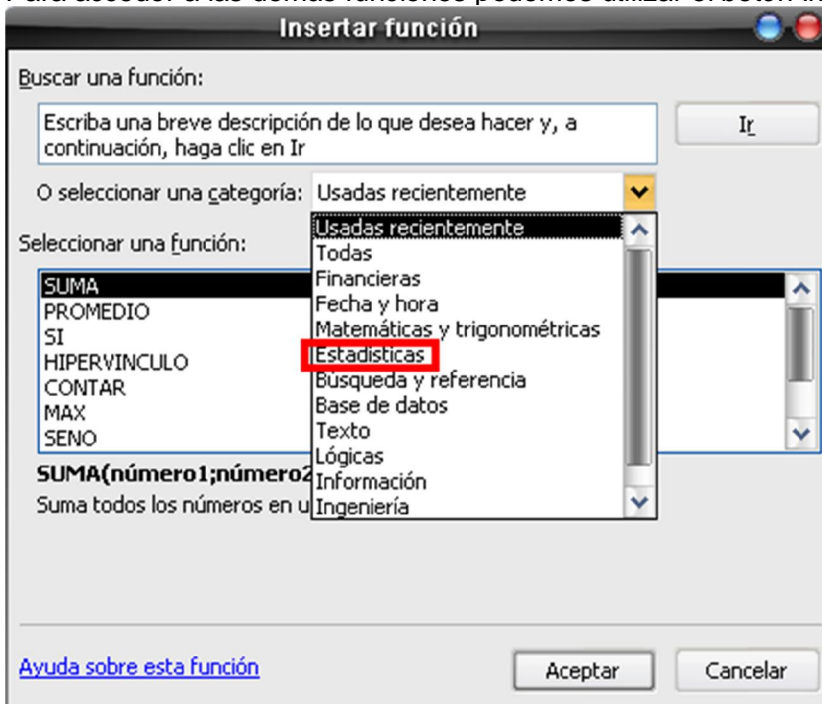 Para acceder a las demás funciones podemos utilizar el botón
Insertar función
Buscar una función:
Escriba una breve descripción de lo que desea hacer y, a
continuación, haga clic en Ir
Ir
O seleccionar una categoría: Usadas recientemente
Usadas recientemente
Todas
Financieras
Fecha y hora
Matemáticas y trigonométricas
Estadísticas
Búsqueda y referencia
Base de datos
Texto
Lógicas
Información
Ingeniería
Seleccionar una función:
SUMA
PROMEDIO
SI
HIPERVINCULO
CONTAR
MAX
SENO
SUMA(número1;número2
Suma todos los números en u
Ayuda sobre esta función
Aceptar
Cancelar